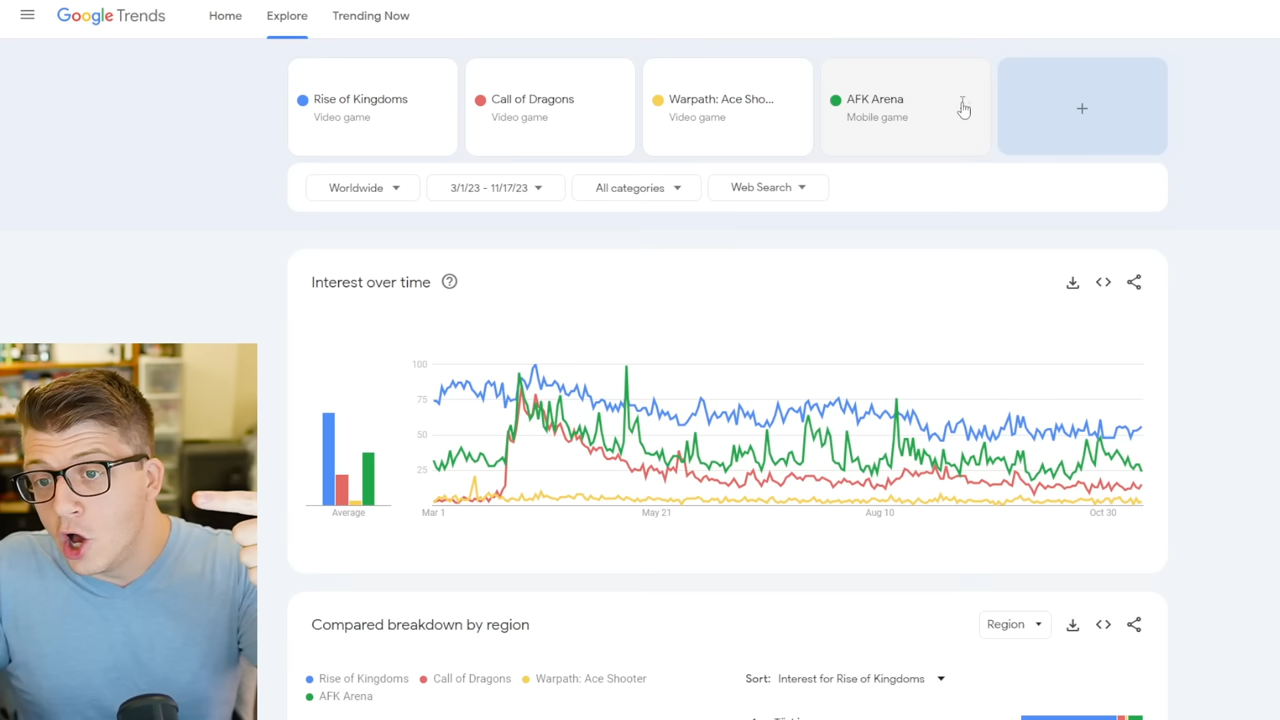 Google Trends
Home
Explore
Trending Now
Rise of Kingdoms
Video game
Call of Dragons
Video game
Warpath: Ace Sho...
Video game
AFK Arena
Mobile game
+
Worldwide
3/1/23 - 11/17/23
All categories
Web Search
Interest over time
?
100
75
50
25
Average
Mar 1
May 21
Aug 10
Oct 30
Compared breakdown by region
Region
Rise of Kingdoms
Call of Dragons
Warpath: Ace Shooter
AFK Arena
Sort: Interest for Rise of Kingdoms